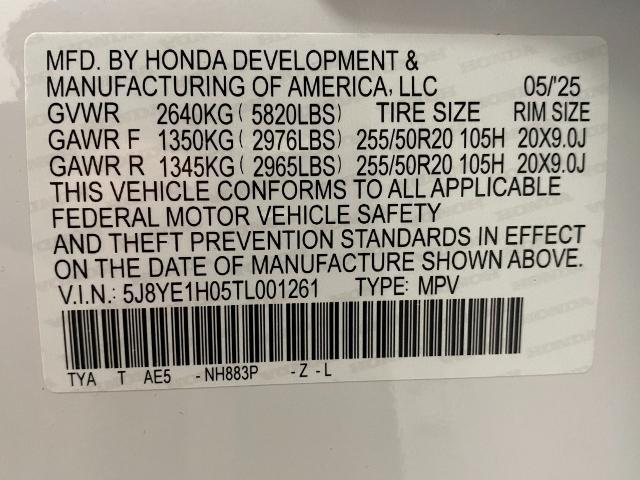 MFD. BY HONDA DEVELOPMENT &
MANUFACTURING OF AMERICA, LLC 05/'25
GVWR 2640KG ( 5820LBS) TIRE SIZE RIM SIZE
GAWR F 1350KG ( 2976LBS) 255/50R20 105H 20X9.0J
GAWR R 1345KG ( 2965LBS) 255/50R20 105H 20X9.0J
THIS VEHICLE CONFORMS TO ALL APPLICABLE
FEDERAL MOTOR VEHICLE SAFETY
AND THEFT PREVENTION STANDARDS IN EFFECT
ON THE DATE OF MANUFACTURE SHOWN ABOVE.
V.I.N.: 5J8YE1H05TL001261 TYPE: MPV
TYA T AE5 -NH883P -Z-L